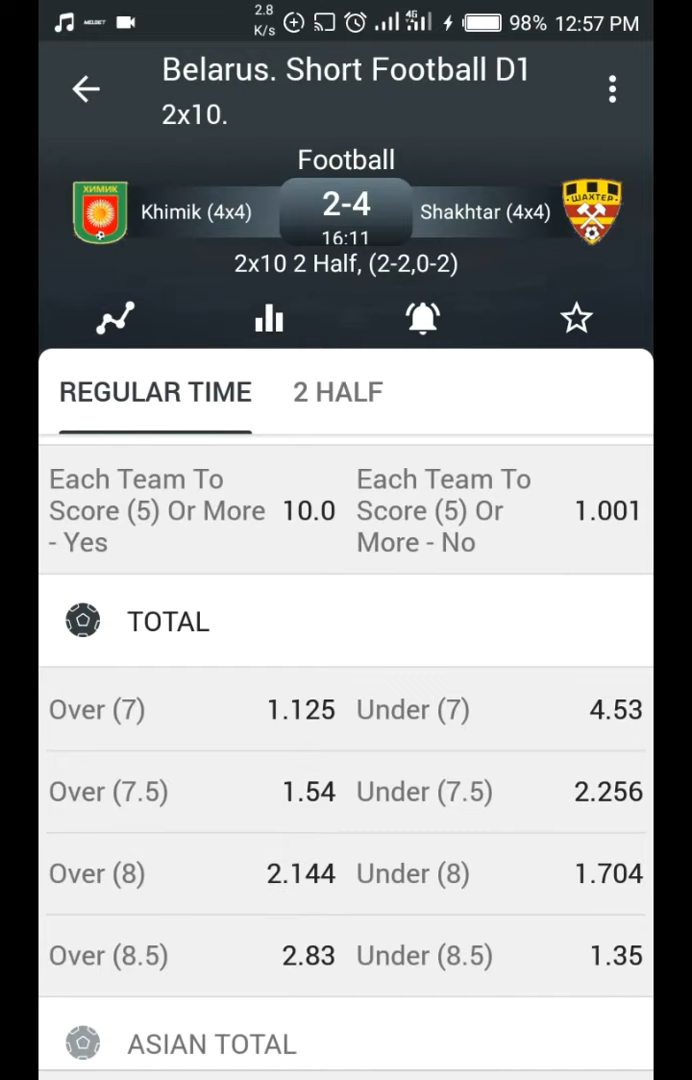 MELBET
2.8
K/s
4G
98% 12:57 PM
Belarus. Short Football D1
2x10.
Football
ХИМИК
Khimik (4x4)
2-4
Shakhtar (4x4)
ШАХТЕР
16:11
2x10 2 Half, (2-2,0-2)
REGULAR TIME
2 HALF
Each Team To
Score (5) Or More
- Yes
10.0
Each Team To
Score (5) Or
More - No
1.001
TOTAL
Over (7) 1.125 Under (7) 4.53
Over (7.5) 1.54 Under (7.5) 2.256
Over (8) 2.144 Under (8) 1.704
Over (8.5) 2.83 Under (8.5) 1.35
ASIAN TOTAL